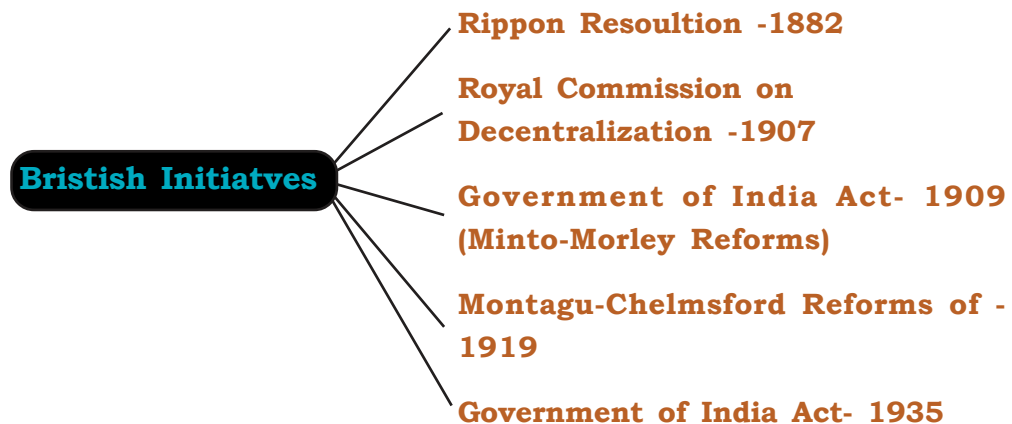 Rippon Resoultion -1882
Royal Commission on
Decentralization -1907
Bristish Initiatves
Government of India Act- 1909
(Minto-Morley Reforms)
Montagu-Chelmsford Reforms of -
1919
Government of India Act- 1935